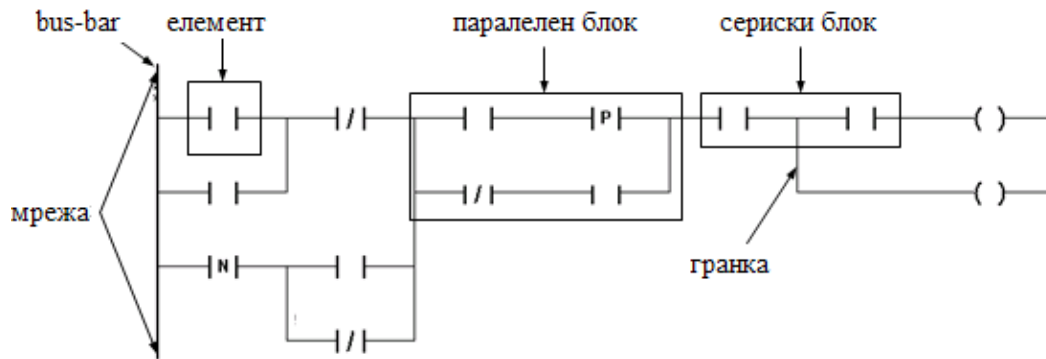 bus-bar
елемент
паралелен блок
сериски блок
P
мрежа
N
гранка